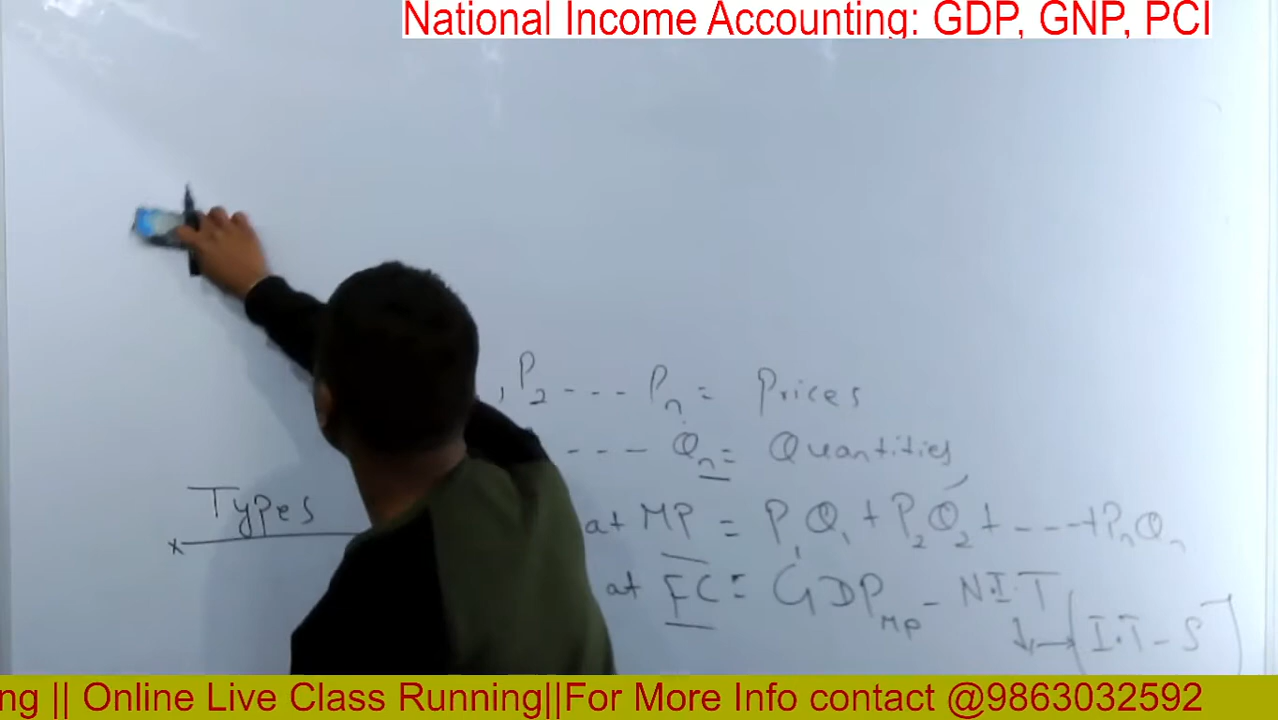 National Income Accounting: GDP, GNP, PCI
, P2 --- Pn = Prices
--- Qn = Quantities
Types
at MP = P1Q1 + P2Q2 + ---+PnQn
at FC = GDPMP - N.I.T
(I.T - S)
ng || Online Live Class Running||For More Info contact @9863032592